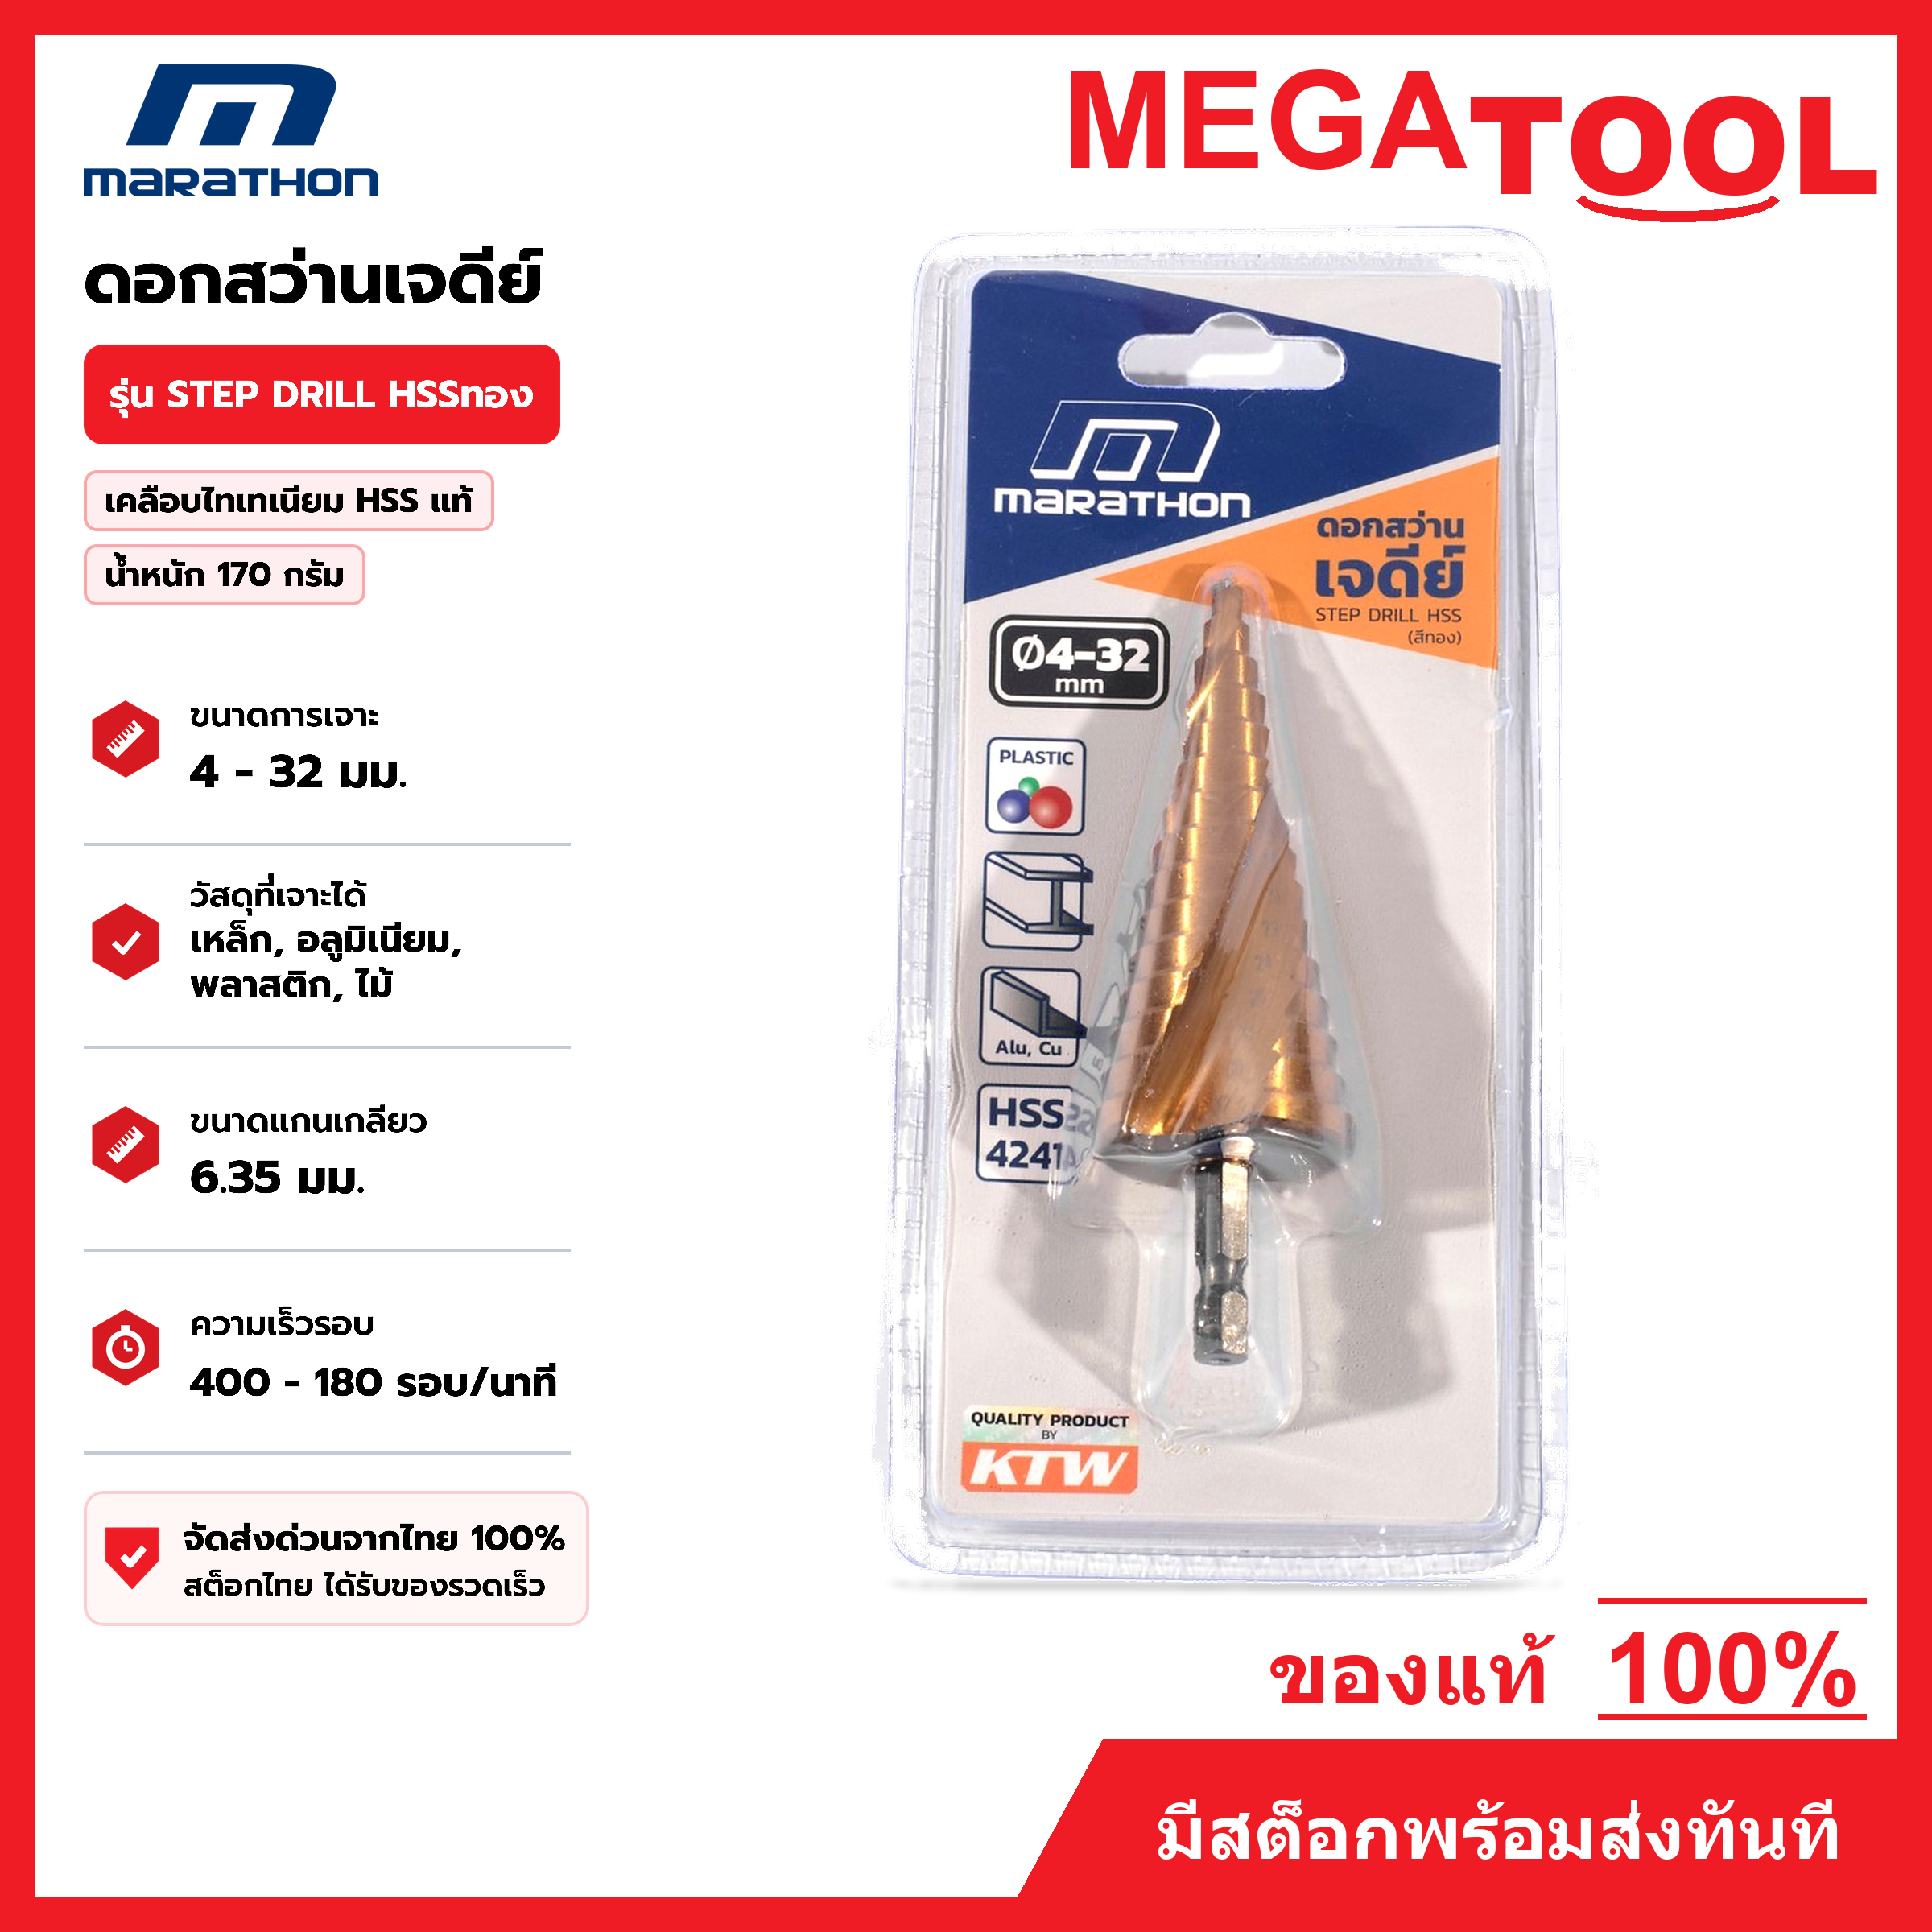 marathon
MEGATOOL
ดอกสว่านเจดีย์
รุ่น STEP DRILL HSSทอง
เคลือบไทเทเนียม HSS แท้
น้ำหนัก 170 กรัม
ขนาดการเจาะ
4 - 32 มม.
วัสดุที่เจาะได้
เหล็ก, อลูมิเนียม,
พลาสติก, ไม้
ขนาดแกนเกลียว
6.35 มม.
ความเร็วรอบ
400 - 180 รอบ/นาที
จัดส่งด่วนจากไทย 100%
สต็อกไทย ได้รับของรวดเร็ว
marathon
ดอกสว่าน
เจดีย์
STEP DRILL HSS
(สีทอง)
Ø4-32
mm
PLASTIC
Alu, Cu
HSS
4241
QUALITY PRODUCT
BY
KTW
ของแท้ 100%
มีสต็อกพร้อมส่งทันที